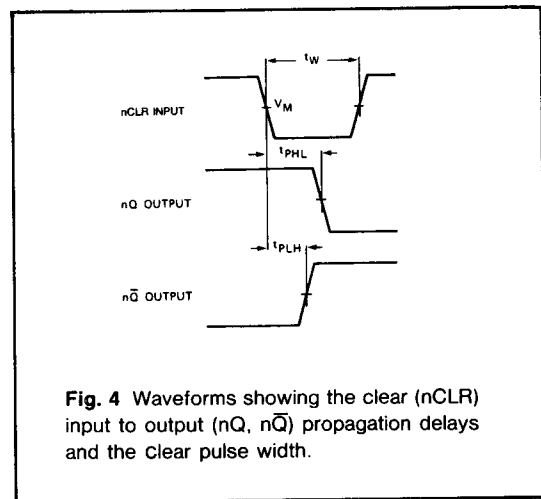 tW
nCLR INPUT
VM
tPHL
nQ OUTPUT
tPLH
nQ̅ OUTPUT
Fig. 4 Waveforms showing the clear (nCLR)
input to output (nQ, nQ̅) propagation delays
and the Clear pulse width.